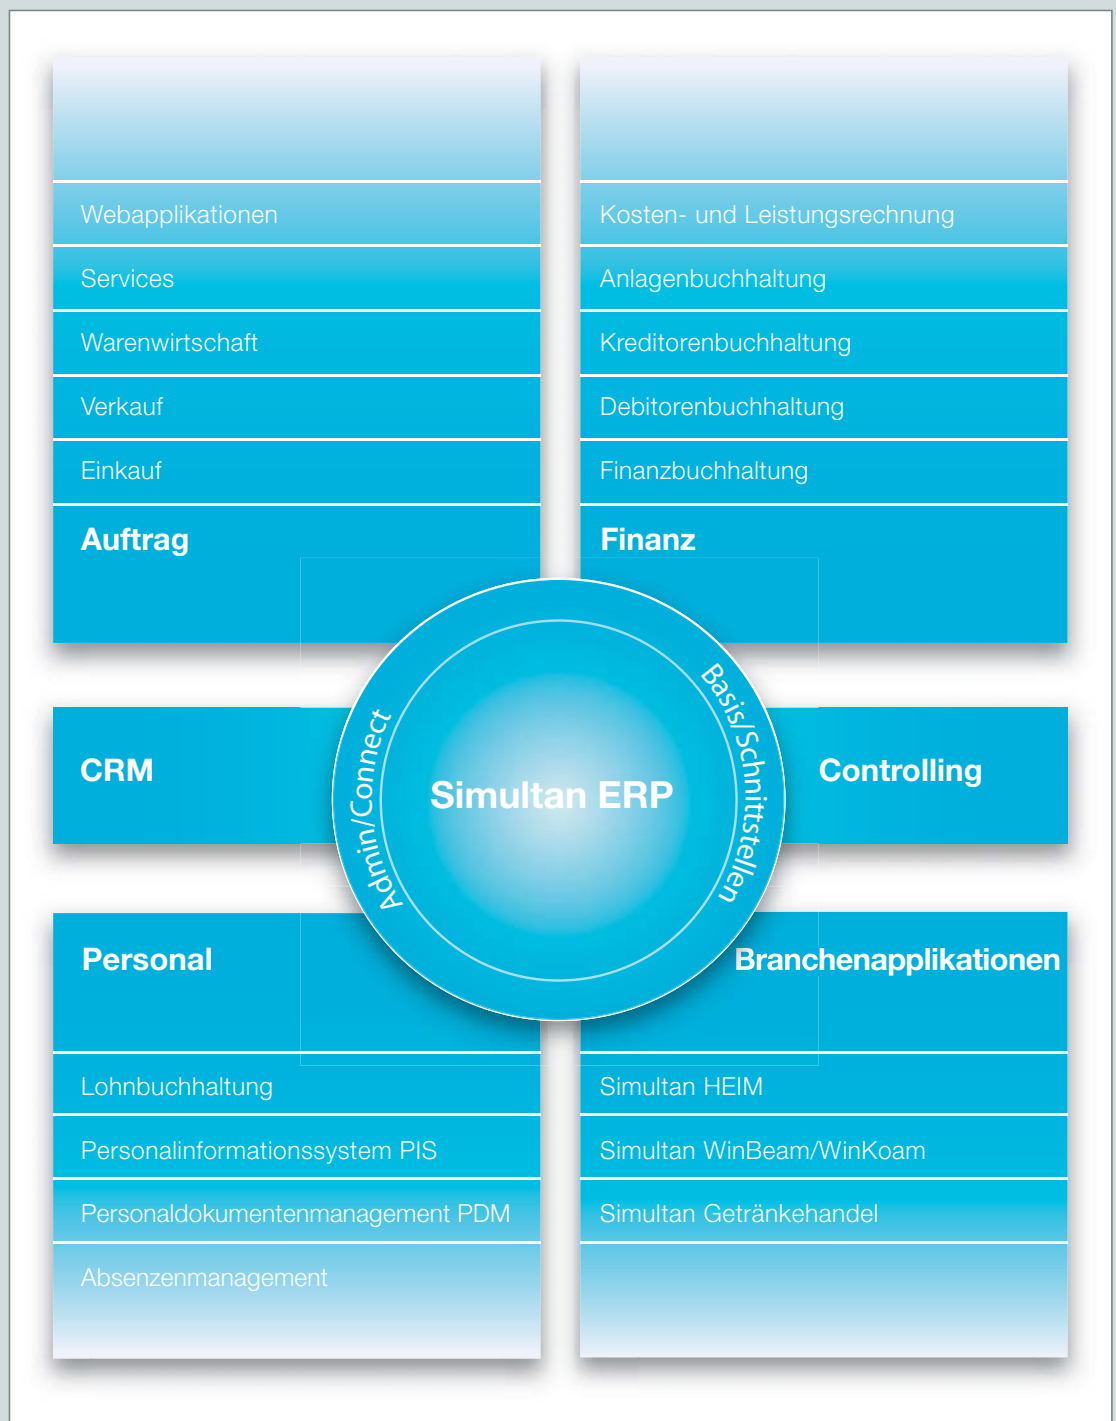 Webapplikationen
Services
Warenwirtschaft
Verkauf
Einkauf
Auftrag
Kosten- und Leistungsrechnung
Anlagenbuchhaltung
Kreditorenbuchhaltung
Debitorenbuchhaltung
Finanzbuchhaltung
Finanz
CRM
Admin/Connect
Simultan ERP
Basis/Schnittstellen
Controlling
Personal
Lohnbuchhaltung
Personalinformationssystem PIS
Personaldokumentenmanagement PDM
Absenzenmanagement
Branchenapplikationen
Simultan HEIM
Simultan WinBeam/WinKoam
Simultan Getränkehandel